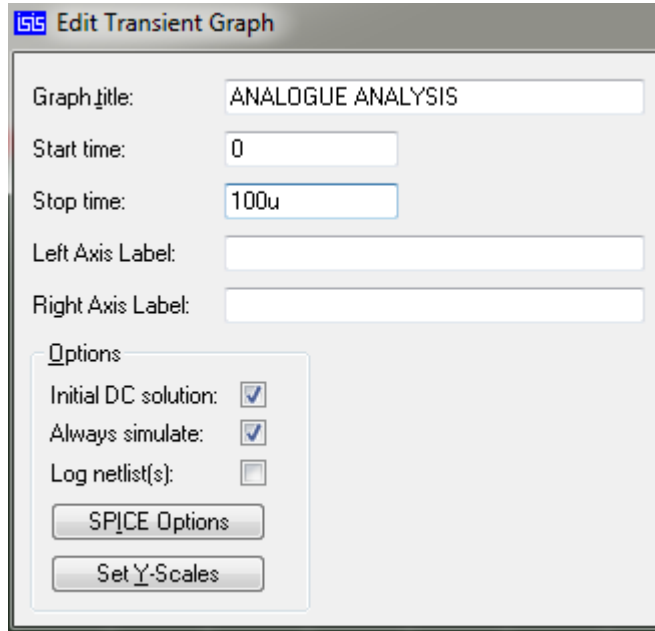 isis Edit Transient Graph
Graph title: ANALOGUE ANALYSIS
Start time: 0
Stop time: 100u
Left Axis Label:
Right Axis Label:
Options
Initial DC solution:
Always simulate:
Log netlist(s):
SPICE Options
Set Y-Scales